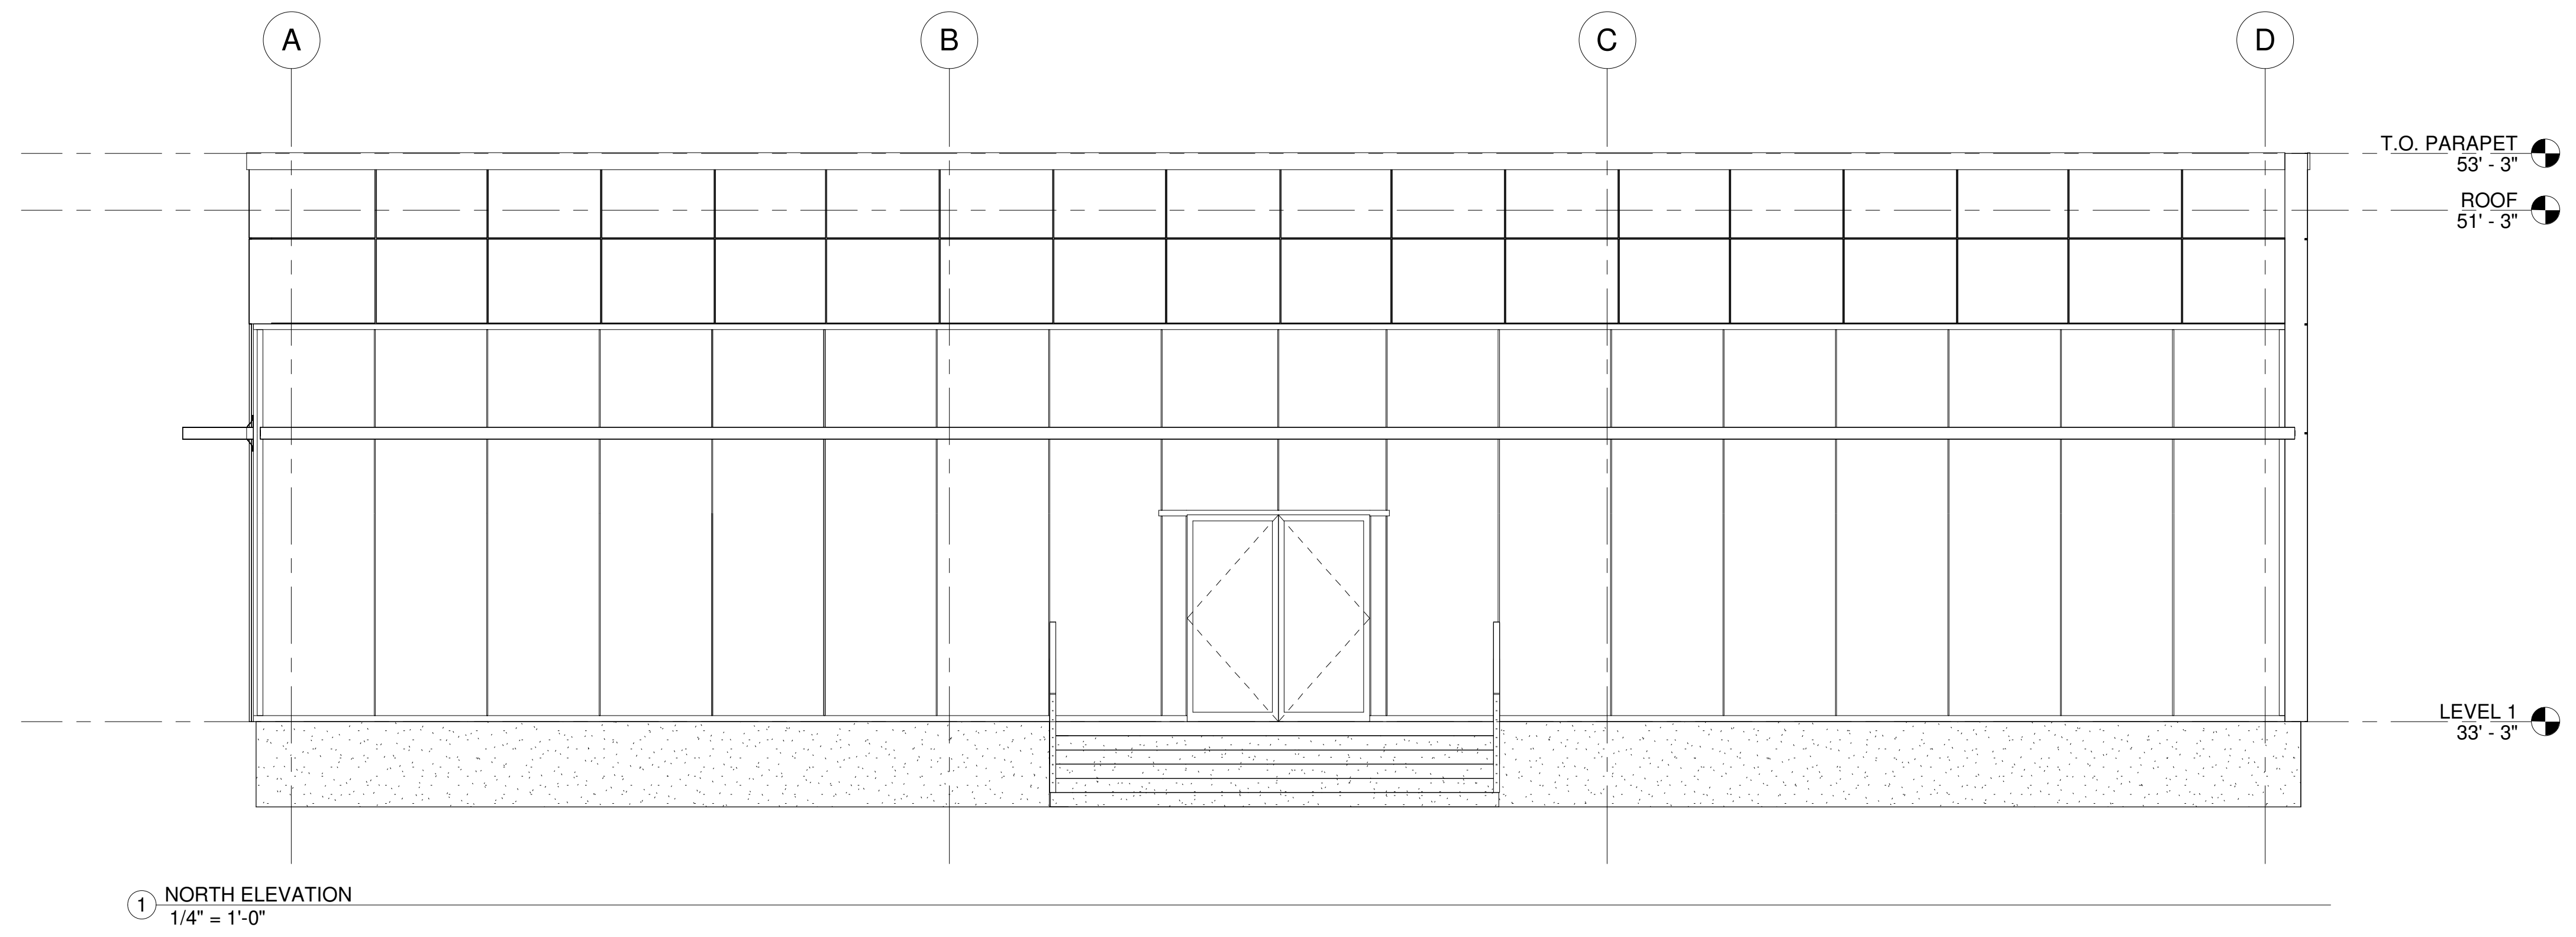 A B C D
T.O. PARAPET
53' - 3"
ROOF
51' - 3"
LEVEL 1
33' - 3"
1 NORTH ELEVATION
1/4" = 1'-0"